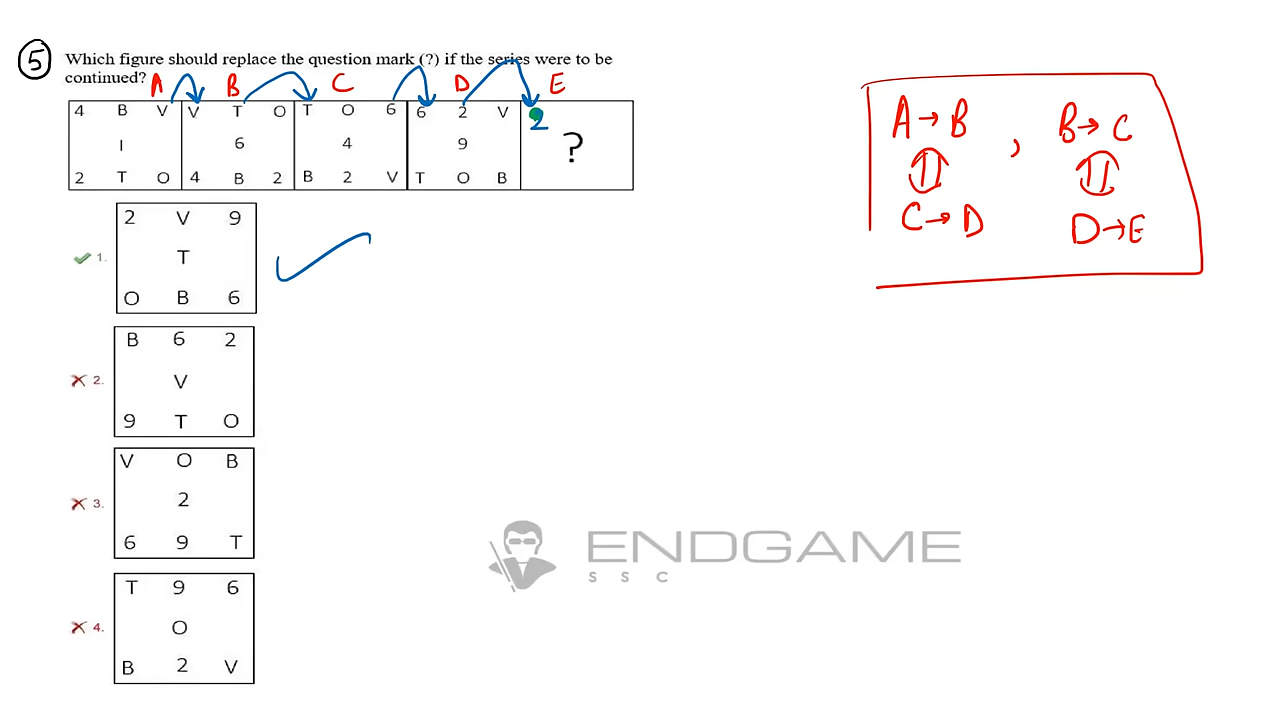 5 Which figure should replace the question mark (?) if the series were to be
continued?
A B C D E
4 B V V T O T O 6 6 2 V 2
I 6 4 9 ?
2 T O 4 B 2 B 2 V T O B
A → B , B → C
C → D D → E
2 V 9
1. T
O B 6
B 6 2
2. V
9 T O
V O B
3. 2
6 9 T
T 9 6
4. O
B 2 V
ENDGAME
SSC